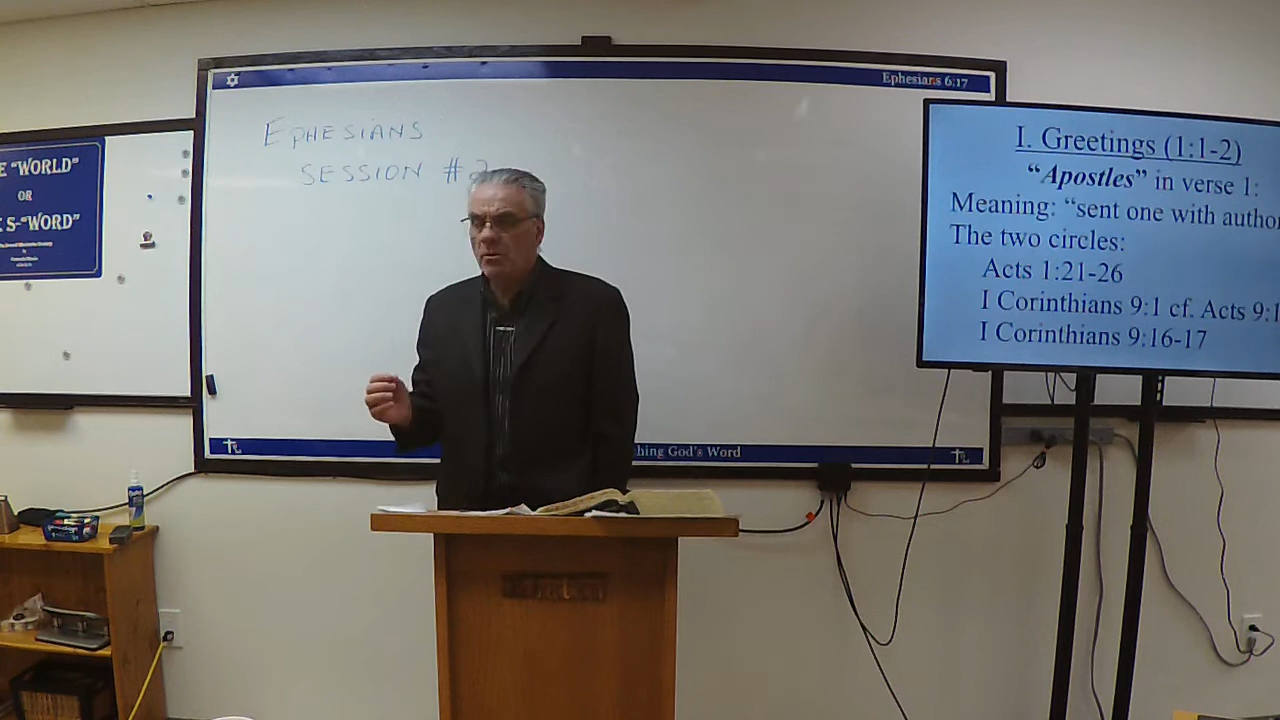 E "WORLD"
OR
S-"WORD"
Ephesians 6:17
EPHESIANS
SESSION #2
hing God's Word
I. Greetings (1:1-2)
"Apostles" in verse 1:
Meaning: "sent one with autho
The two circles:
Acts 1:21-26
I Corinthians 9:1 cf. Acts 9:1
I Corinthians 9:16-17